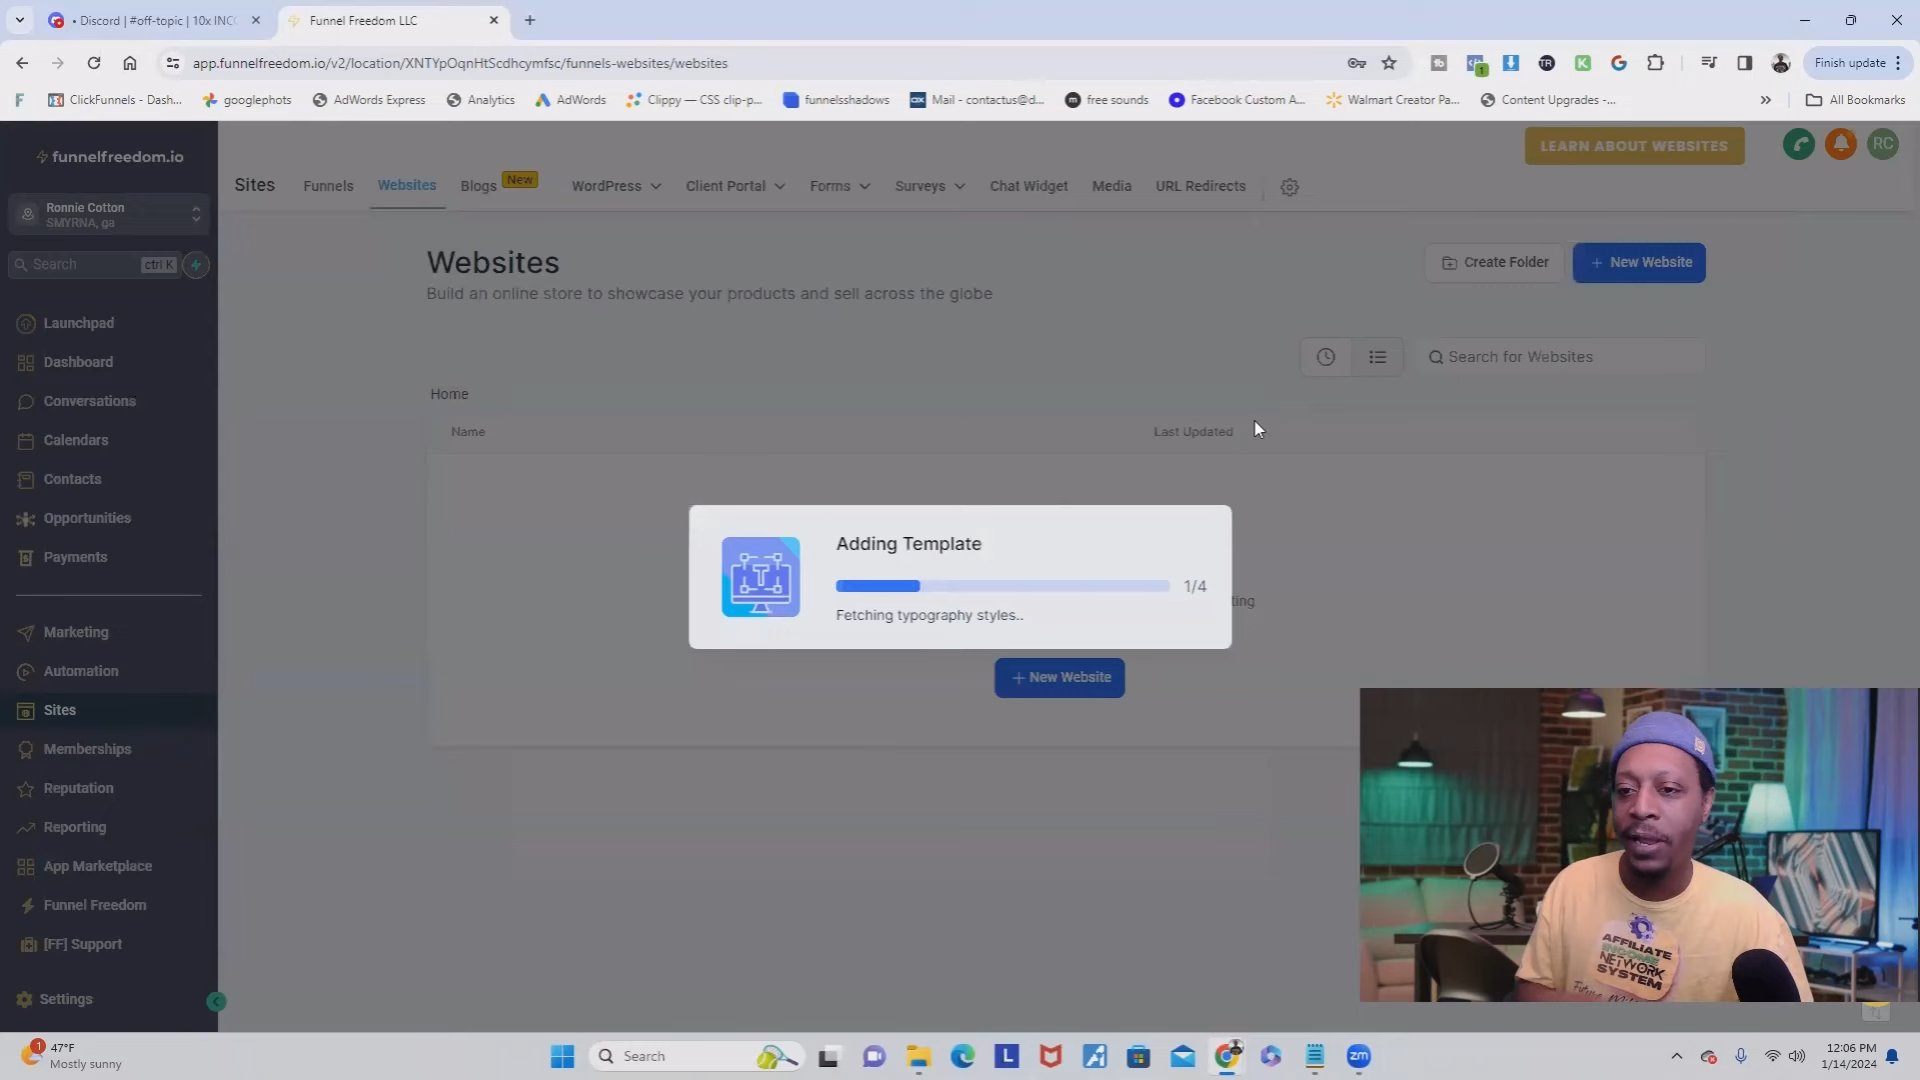 • Discord | #off-topic | 10x INC
Funnel Freedom LLC
app.funnelfreedom.io/v2/location/XNTYpOqnHtScdhcymfsc/funnels-websites/websites
Finish update
ClickFunnels - Dash...
googlephots
AdWords Express
Analytics
AdWords
Clippy — CSS clip-p...
funnelsshadows
Mail - contactus@d...
free sounds
Facebook Custom A...
Walmart Creator Pa...
Content Upgrades -...
All Bookmarks
funnelfreedom.io
LEARN ABOUT WEBSITES
RC
Sites
Funnels
Websites
Blogs
New
WordPress
Client Portal
Forms
Surveys
Chat Widget
Media
URL Redirects
Ronnie Cotton
SMYRNA, ga
Search
ctrl K
Launchpad
Dashboard
Conversations
Calendars
Contacts
Opportunities
Payments
Marketing
Automation
Sites
Memberships
Reputation
Reporting
App Marketplace
Funnel Freedom
[FF] Support
Settings
Websites
Build an online store to showcase your products and sell across the globe
Create Folder
+ New Website
Search for Websites
Home
Name
Last Updated
Adding Template
1/4
Fetching typography styles..
ting
+ New Website
AFFILIATE
INCOME
NETWORK
SYSTEM
1
47°F
Mostly sunny
Search
L
zm
12:06 PM
1/14/2024